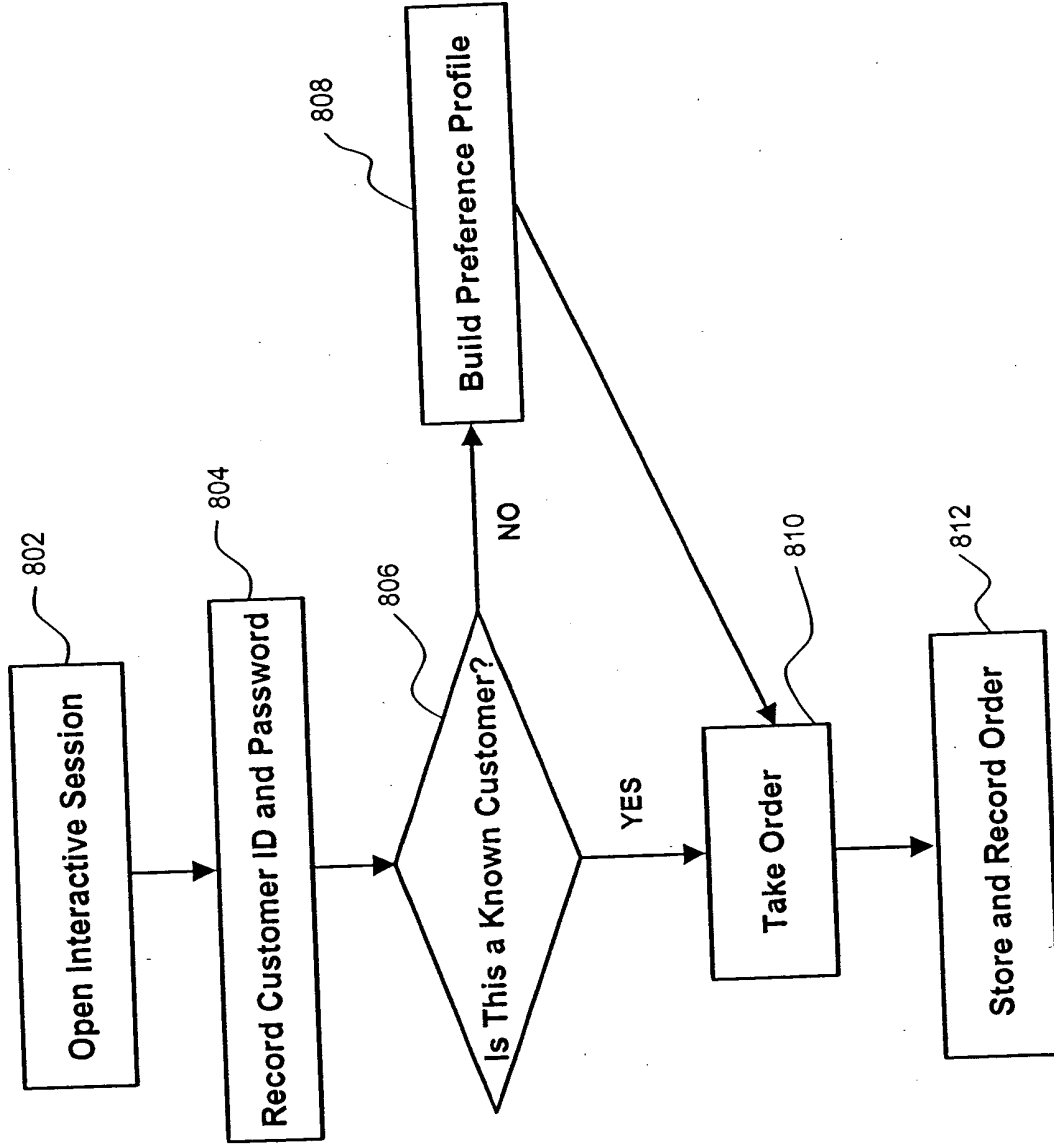 Open Interactive Session
802
Record Customer ID and Password
804
Is This a Known Customer?
806
NO
Build Preference Profile
808
YES
Take Order
810
Store and Record Order
812